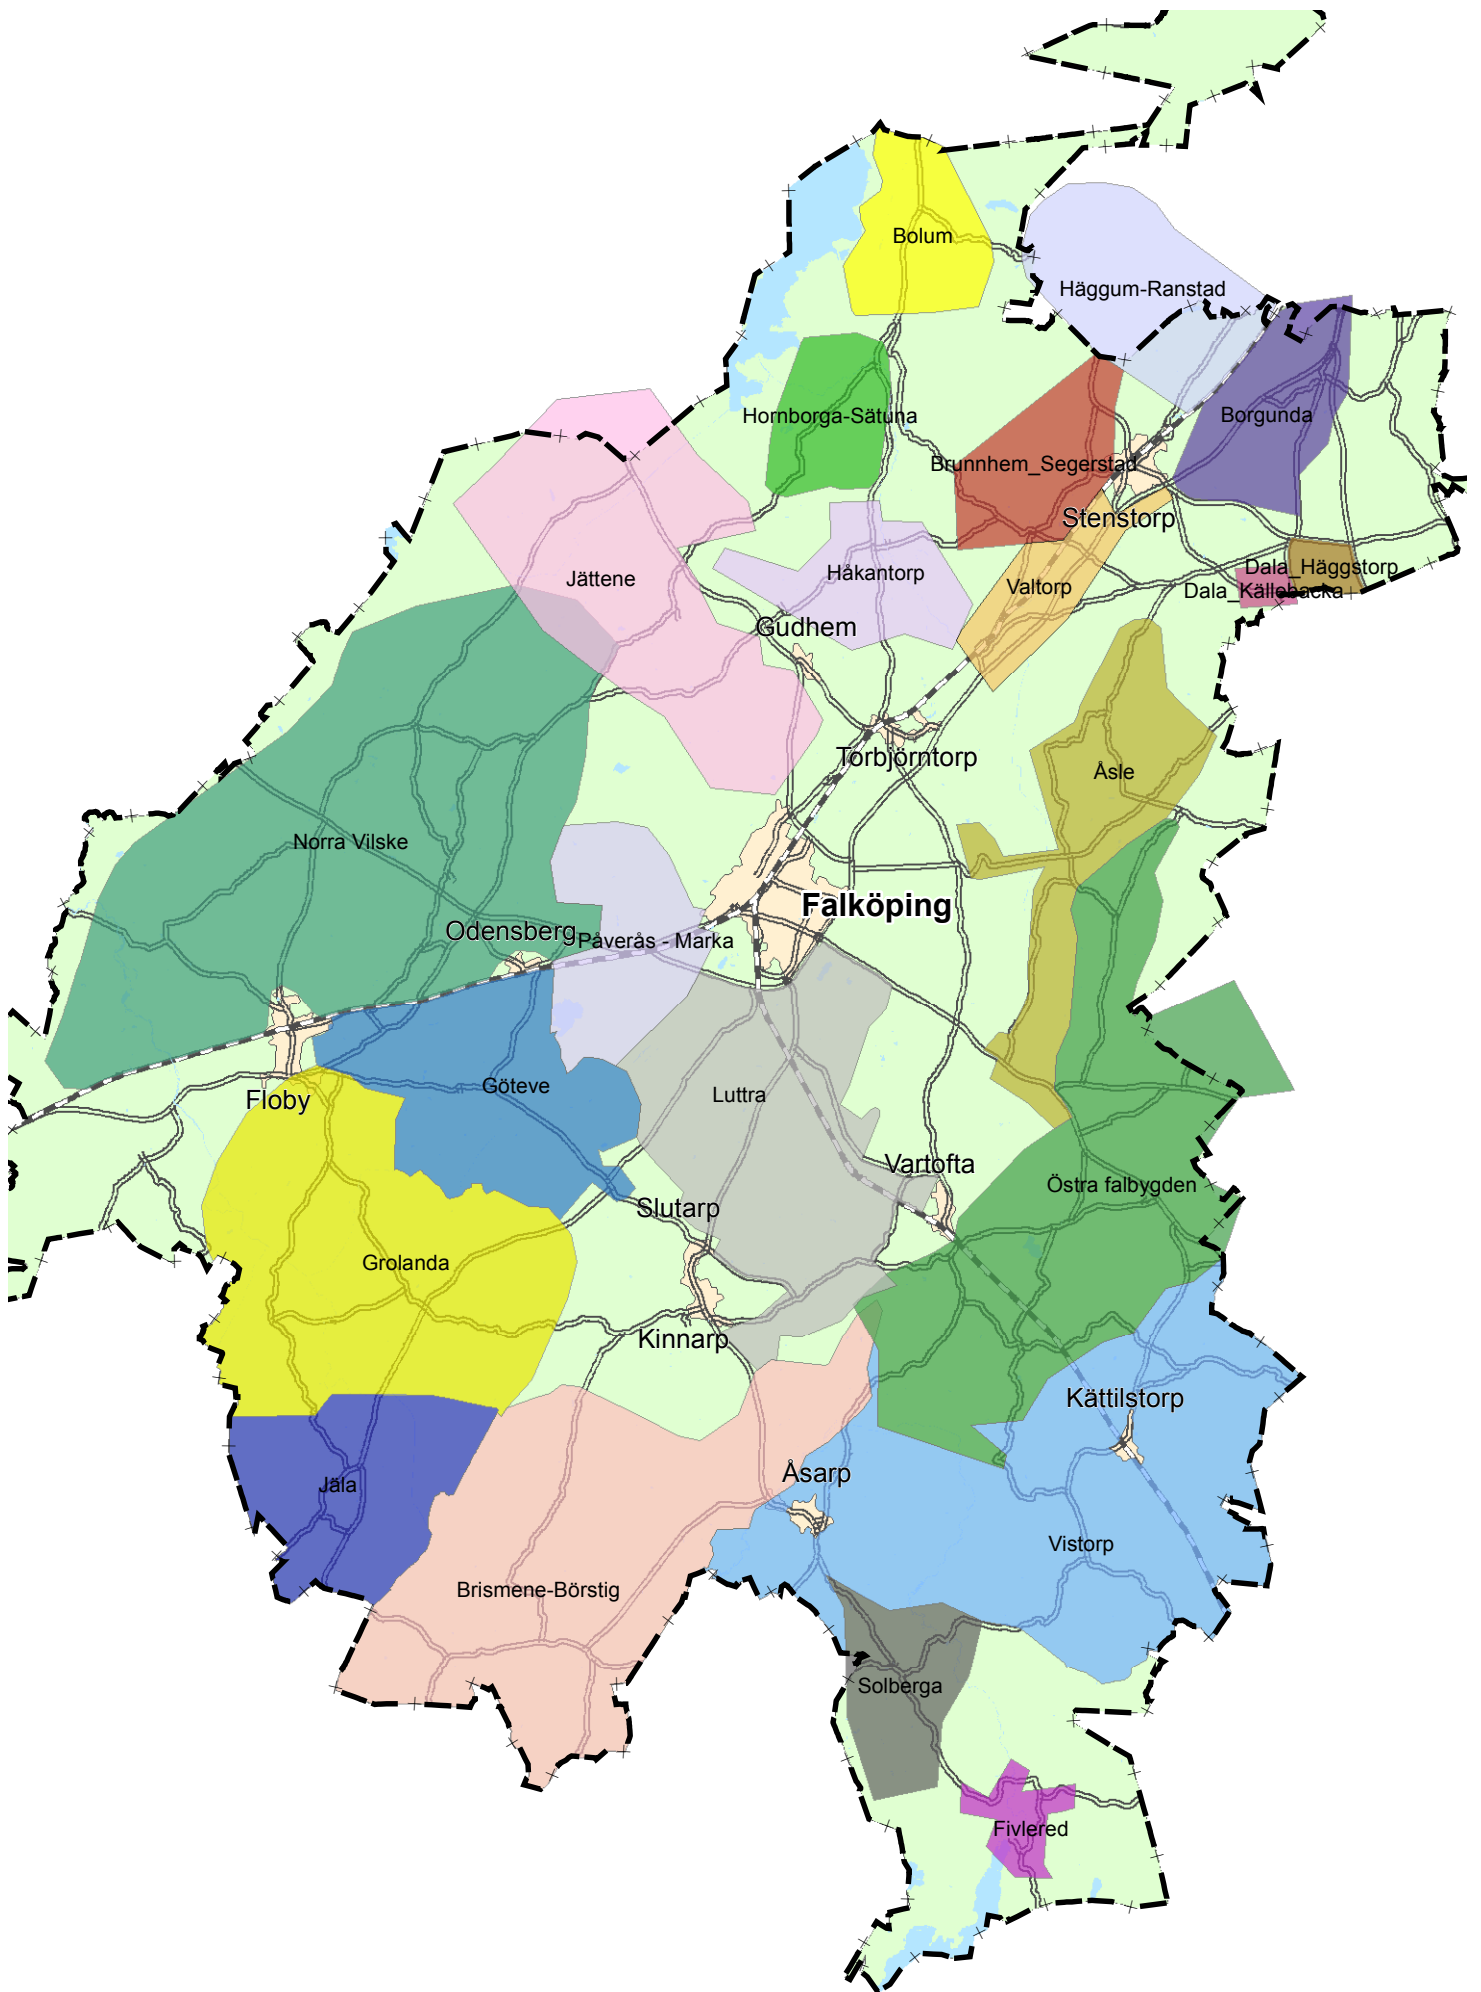 Bolum
Häggum-Ranstad
Hornborga-Sätuna
Borgunda
Brunnhem_Segerstad
Stenstorp
Dala_Häggstorp
Jättene
Håkantorp
Valtorp
Dala_Källebacka
Gudhem
Torbjörntorp
Åsle
Norra Vilske
Falköping
Odensberg
Påverås - Marka
Göteve
Luttra
Floby
Vartofta
Östra falbygden
Slutarp
Grolanda
Kinnarp
Kättilstorp
Åsarp
Jäla
Vistorp
Brismene-Börstig
Solberga
Fivlered